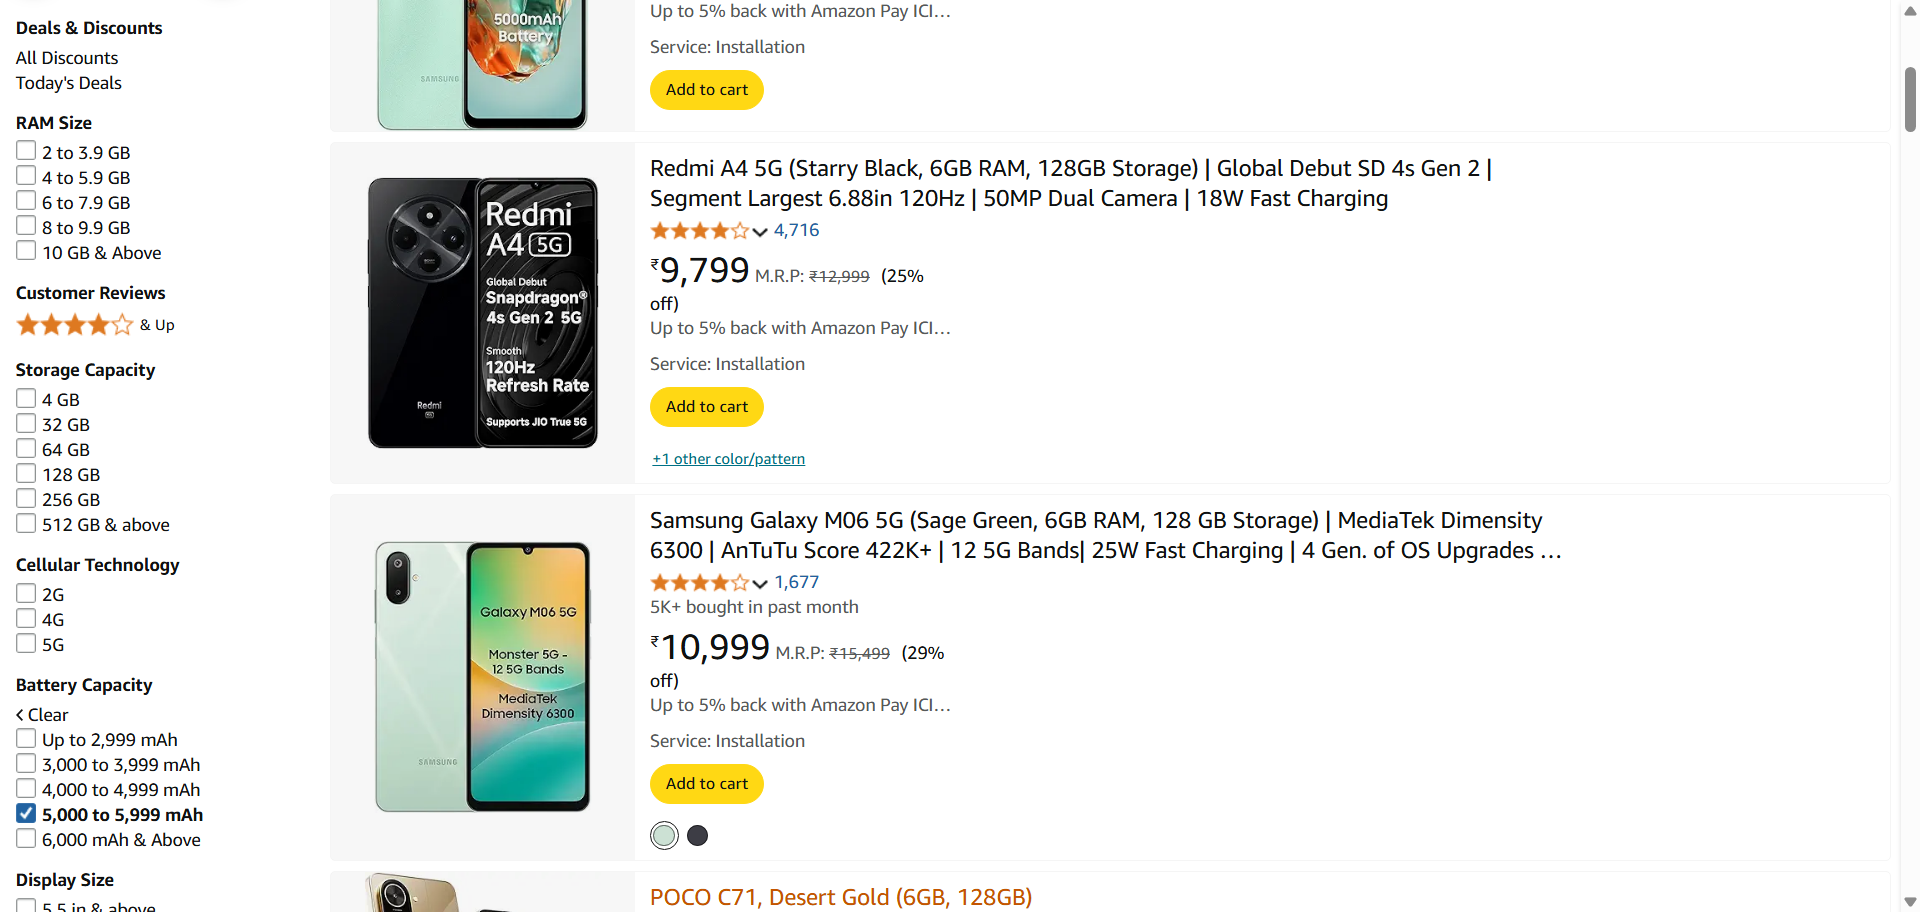 Deals & Discounts
All Discounts
Today's Deals
RAM Size
2 to 3.9 GB
4 to 5.9 GB
6 to 7.9 GB
8 to 9.9 GB
10 GB & Above
Customer Reviews
& Up
Storage Capacity
4 GB
32 GB
64 GB
128 GB
256 GB
512 GB & above
Cellular Technology
2G
4G
5G
Battery Capacity
Clear
Up to 2,999 mAh
3,000 to 3,999 mAh
4,000 to 4,999 mAh
5,000 to 5,999 mAh
6,000 mAh & Above
Display Size
5.5 in & above
5000mAh
Battery
SAMSUNG
Up to 5% back with Amazon Pay ICI…
Service: Installation
Add to cart
Redmi
A4 5G
Global Debut
Snapdragon®
4s Gen 2 5G
Smooth
120Hz
Refresh Rate
Supports JIO True 5G
Redmi
Redmi A4 5G (Starry Black, 6GB RAM, 128GB Storage) | Global Debut SD 4s Gen 2 |
Segment Largest 6.88in 120Hz | 50MP Dual Camera | 18W Fast Charging
4,716
₹9,799 M.R.P: ₹12,999 (25%
off)
Up to 5% back with Amazon Pay ICI…
Service: Installation
Add to cart
+1 other color/pattern
Galaxy M06 5G
Monster 5G -
12 5G Bands
MediaTek
Dimensity 6300
SAMSUNG
Samsung Galaxy M06 5G (Sage Green, 6GB RAM, 128 GB Storage) | MediaTek Dimensity
6300 | AnTuTu Score 422K+ | 12 5G Bands| 25W Fast Charging | 4 Gen. of OS Upgrades …
1,677
5K+ bought in past month
₹10,999 M.R.P: ₹15,499 (29%
off)
Up to 5% back with Amazon Pay ICI…
Service: Installation
Add to cart
POCO C71, Desert Gold (6GB, 128GB)